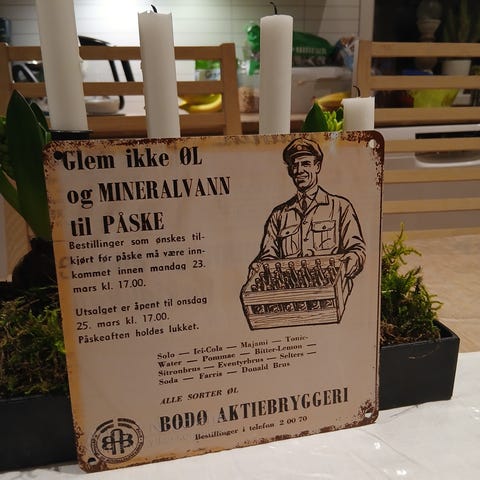 Glem ikke ØL
og MINERALVANN
til PÅSKE
Bestillinger som ønskes til-
kjørt før påske må være inn-
kommet innen mandag 23.
mars kl. 17.00.
Utsalget er åpent til onsdag
25. mars kl. 17.00.
Påskeaften holdes lukket.
Solo — Ici-Cola — Majami — Tonic-
Water — Pommac — Bitter-Lemon —
Sitronbrus — Eventyrbrus — Selters —
Soda — Farris — Donald Brus
ALLE SORTER ØL
BODØ AKTIEBRYGGERI
Bestillinger i telefon 2 00 70